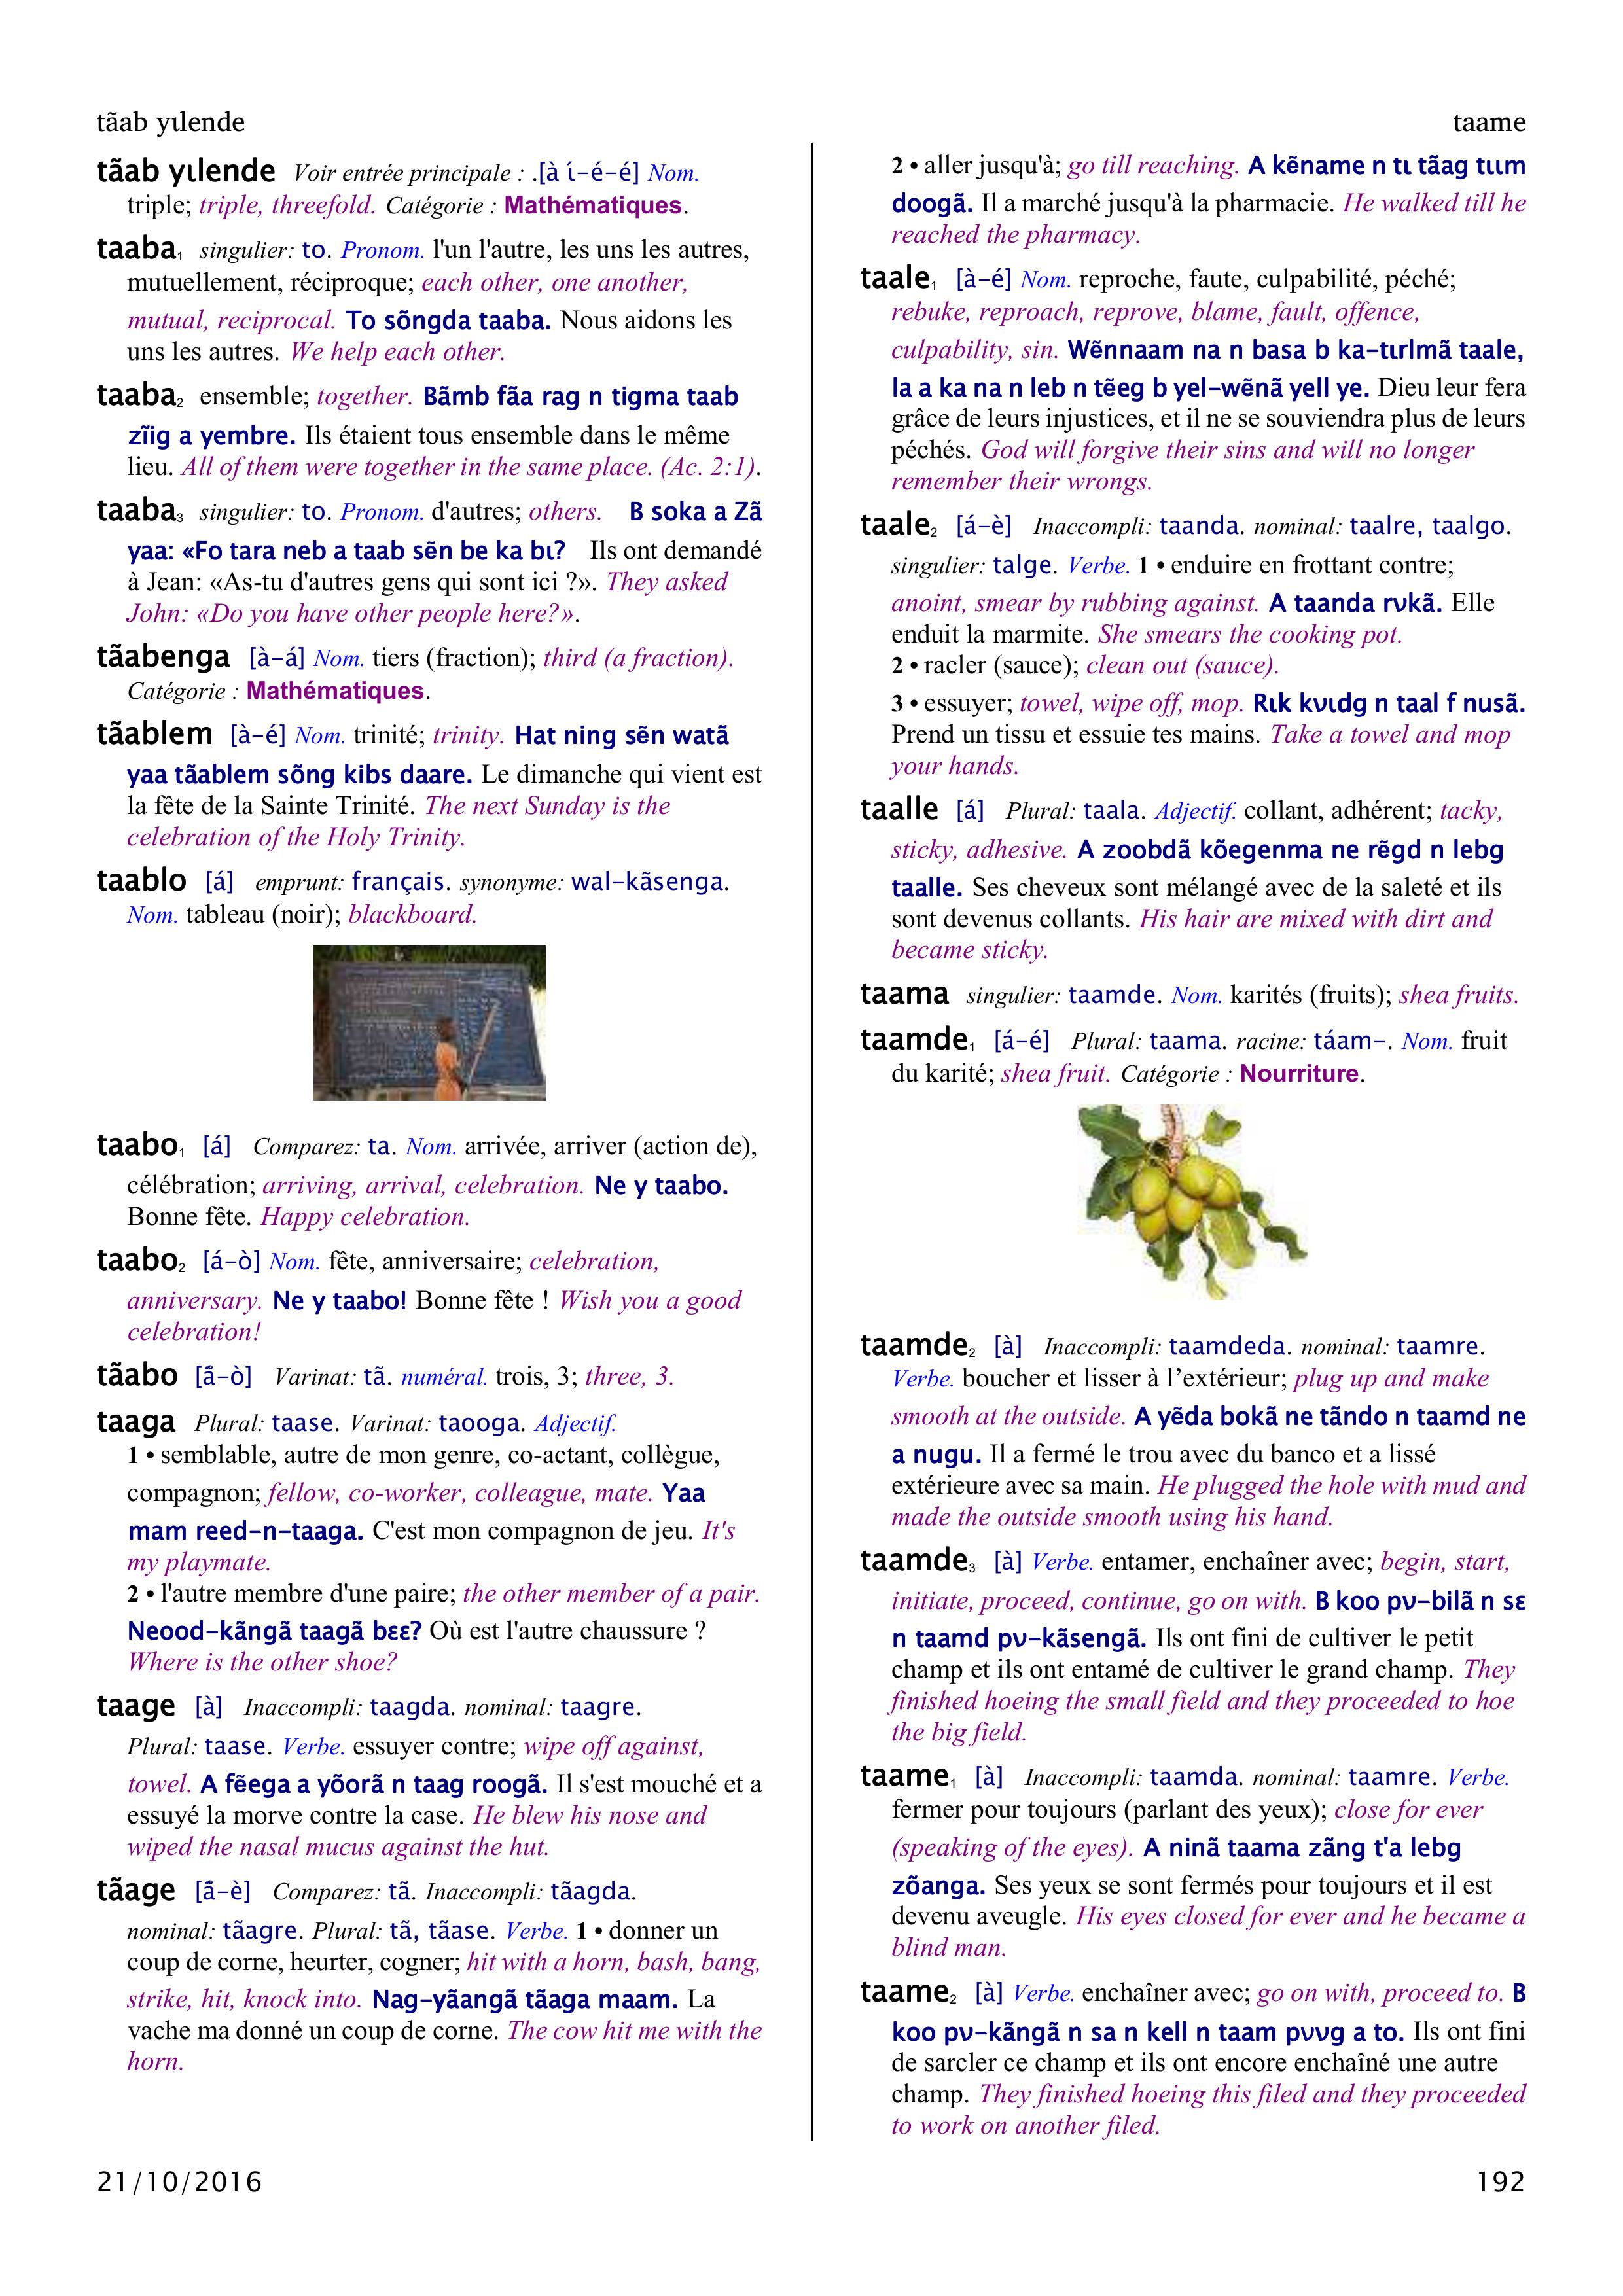 tãab yɩlende
taame
tãab yɩlende Voir entrée principale : .[à ɩ́–é–é] Nom.
triple; triple, threefold. Catégorie : Mathématiques.
taaba1 singulier: to. Pronom. l'un l'autre, les uns les autres,
mutuellement, réciproque; each other, one another,
mutual, reciprocal. To sõngda taaba. Nous aidons les
uns les autres. We help each other.
taaba2 ensemble; together. Bãmb fãa rag n tigma taab
zĩig a yembre. Ils étaient tous ensemble dans le même
lieu. All of them were together in the same place. (Ac. 2:1).
taaba3 singulier: to. Pronom. d'autres; others. B soka a Zã
yaa: «Fo tara neb a taab sẽn be ka bɩ? Ils ont demandé
à Jean: «As-tu d'autres gens qui sont ici ?». They asked
John: «Do you have other people here?».
tãabenga [à–á] Nom. tiers (fraction); third (a fraction).
Catégorie : Mathématiques.
tãablem [à–é] Nom. trinité; trinity. Hat ning sẽn watã
yaa tãablem sõng kibs daare. Le dimanche qui vient est
la fête de la Sainte Trinité. The next Sunday is the
celebration of the Holy Trinity.
taablo [á] emprunt: français. synonyme: wal–kãsenga.
Nom. tableau (noir); blackboard.
taabo1 [á] Comparez: ta. Nom. arrivée, arriver (action de),
célébration; arriving, arrival, celebration. Ne y taabo.
Bonne fête. Happy celebration.
taabo2 [á–ò] Nom. fête, anniversaire; celebration,
anniversary. Ne y taabo! Bonne fête ! Wish you a good
celebration!
tãabo [ã́–ò] Varinat: tã. numéral. trois, 3; three, 3.
taaga Plural: taase. Varinat: taooga. Adjectif.
1 • semblable, autre de mon genre, co-actant, collègue,
compagnon; fellow, co-worker, colleague, mate. Yaa
mam reed–n–taaga. C'est mon compagnon de jeu. It's
my playmate.
2 • l'autre membre d'une paire; the other member of a pair.
Neood–kãngã taagã bɛɛ? Où est l'autre chaussure ?
Where is the other shoe?
taage [à] Inaccompli: taagda. nominal: taagre.
Plural: taase. Verbe. essuyer contre; wipe off against,
towel. A fẽega a yõorã n taag roogã. Il s'est mouché et a
essuyé la morve contre la case. He blew his nose and
wiped the nasal mucus against the hut.
tãage [ã́–è] Comparez: tã. Inaccompli: tãagda.
nominal: tãagre. Plural: tã, tãase. Verbe. 1 • donner un
coup de corne, heurter, cogner; hit with a horn, bash, bang,
strike, hit, knock into. Nag–yãangã tãaga maam. La
vache ma donné un coup de corne. The cow hit me with the
horn.
2 • aller jusqu'à; go till reaching. A kẽname n tɩ tãag tɩɩm
doogã. Il a marché jusqu'à la pharmacie. He walked till he
reached the pharmacy.
taale1 [à–é] Nom. reproche, faute, culpabilité, péché;
rebuke, reproach, reprove, blame, fault, offence,
culpability, sin. Wẽnnaam na n basa b ka–tɩrlmã taale,
la a ka na n leb n tẽeg b yel–wẽnã yell ye. Dieu leur fera
grâce de leurs injustices, et il ne se souviendra plus de leurs
péchés. God will forgive their sins and will no longer
remember their wrongs.
taale2 [á–è] Inaccompli: taanda. nominal: taalre, taalgo.
singulier: talge. Verbe. 1 • enduire en frottant contre;
anoint, smear by rubbing against. A taanda rʋkã. Elle
enduit la marmite. She smears the cooking pot.
2 • racler (sauce); clean out (sauce).
3 • essuyer; towel, wipe off, mop. Rɩk kʋɩdg n taal f nusã.
Prend un tissu et essuie tes mains. Take a towel and mop
your hands.
taalle [á] Plural: taala. Adjectif. collant, adhérent; tacky,
sticky, adhesive. A zoobdã kõegenma ne rẽgd n lebg
taalle. Ses cheveux sont mélangé avec de la saleté et ils
sont devenus collants. His hair are mixed with dirt and
became sticky.
taama singulier: taamde. Nom. karités (fruits); shea fruits.
taamde1 [á–é] Plural: taama. racine: táam–. Nom. fruit
du karité; shea fruit. Catégorie : Nourriture.
taamde2 [à] Inaccompli: taamdeda. nominal: taamre.
Verbe. boucher et lisser à l’extérieur; plug up and make
smooth at the outside. A yẽda bokã ne tãndo n taamd ne
a nugu. Il a fermé le trou avec du banco et a lissé
extérieure avec sa main. He plugged the hole with mud and
made the outside smooth using his hand.
taamde3 [à] Verbe. entamer, enchaîner avec; begin, start,
initiate, proceed, continue, go on with. B koo pʋ–bilã n sɛ
n taamd pʋ–kãsengã. Ils ont fini de cultiver le petit
champ et ils ont entamé de cultiver le grand champ. They
finished hoeing the small field and they proceeded to hoe
the big field.
taame1 [à] Inaccompli: taamda. nominal: taamre. Verbe.
fermer pour toujours (parlant des yeux); close for ever
(speaking of the eyes). A ninã taama zãng t'a lebg
zõanga. Ses yeux se sont fermés pour toujours et il est
devenu aveugle. His eyes closed for ever and he became a
blind man.
taame2 [à] Verbe. enchaîner avec; go on with, proceed to. B
koo pʋ–kãngã n sa n kell n taam pʋʋg a to. Ils ont fini
de sarcler ce champ et ils ont encore enchaîné une autre
champ. They finished hoeing this filed and they proceeded
to work on another filed.
21/10/2016
192